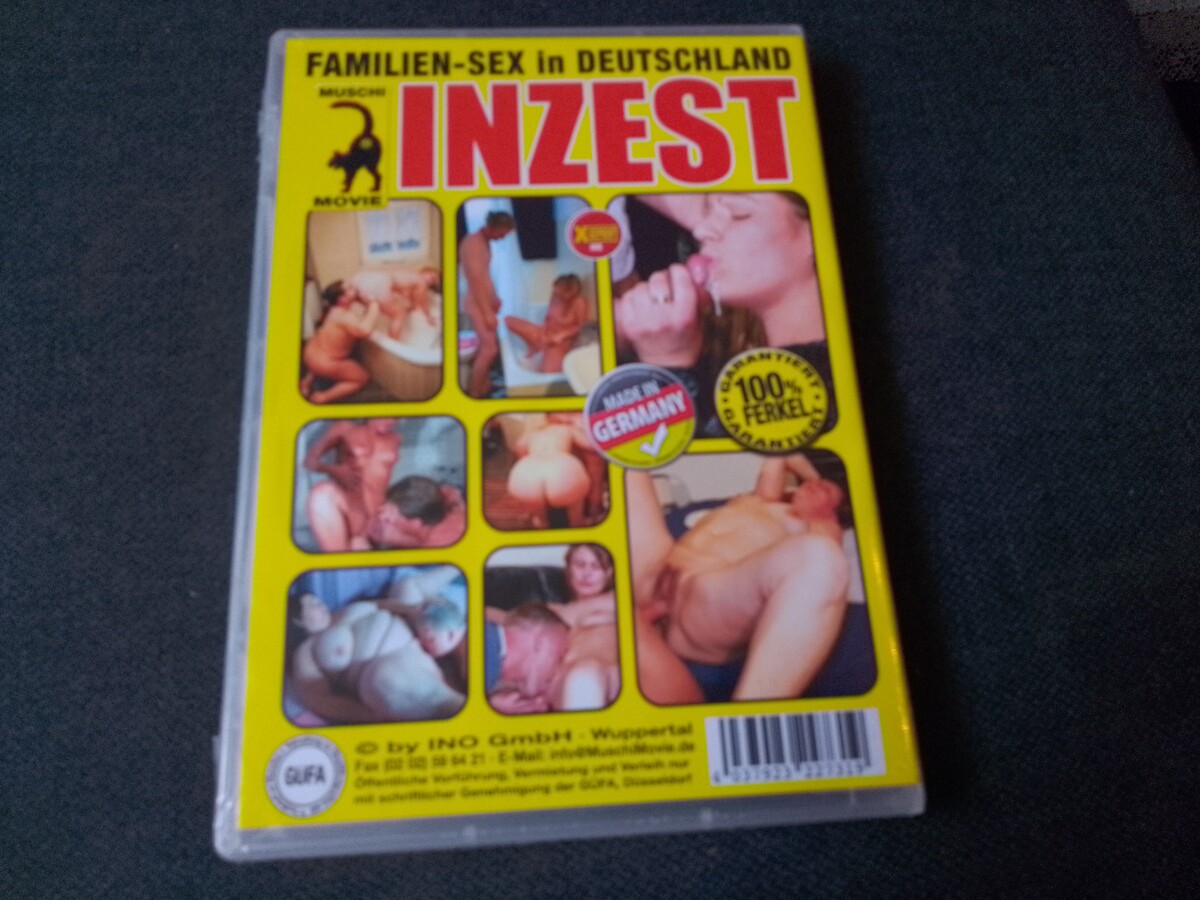 FAMILIEN-SEX in DEUTSCHLAND
MUSCHI
INZEST
MOVIE
X
MADE IN
GERMANY
GARANTIERT
100%
FERKEL
GARANTIERT
GÜFA
© by INO GmbH · Wuppertal
E-Mail: info@MuschiMovie.de
Öffentliche Vorführung, Vermietung und Verleih nur
mit schriftlicher Genehmigung der GÜFA, Düsseldorf